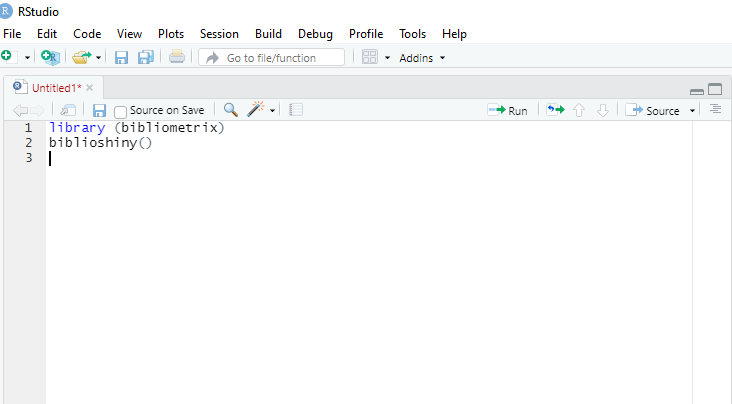 RStudio
File Edit Code View Plots Session Build Debug Profile Tools Help
Go to file/function Addins
Untitled1*
Source on Save Run Source
1 library (bibliometrix)
2 biblioshiny()
3